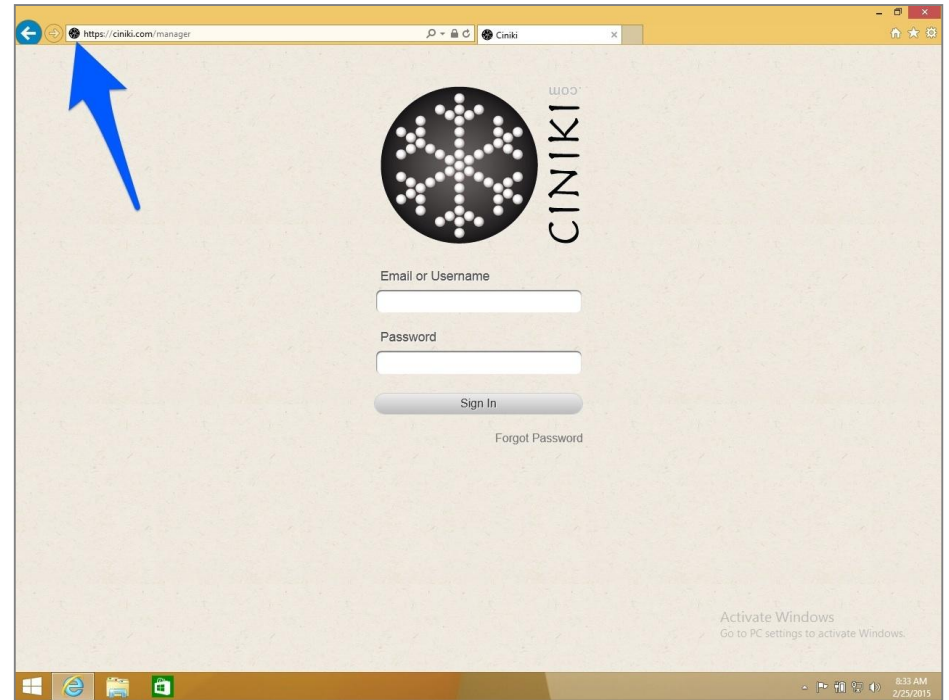 https://ciniki.com/manager
Ciniki
CINIKI
.com
Email or Username
Password
Sign In
Forgot Password
Activate Windows
Go to PC settings to activate Windows.
8:33 AM
2/25/2015